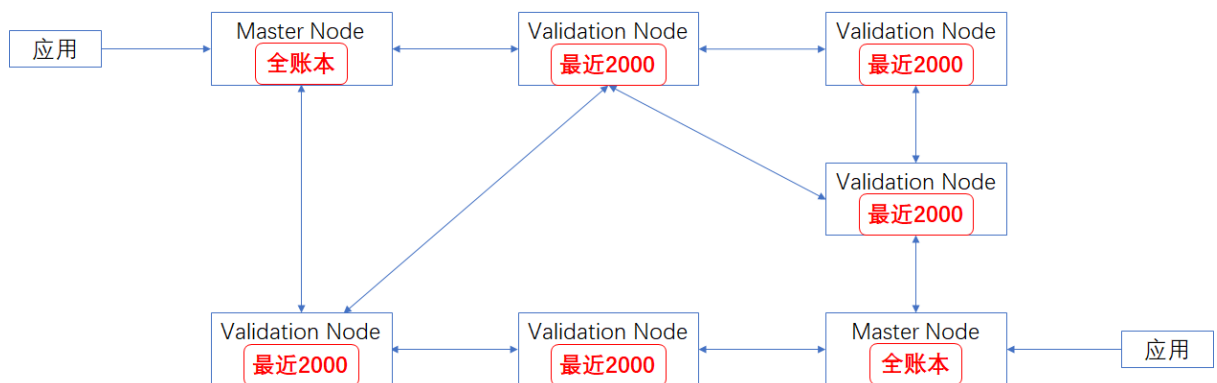 应用
Master Node
全账本
Validation Node
最近2000
Validation Node
最近2000
Validation Node
最近2000
Validation Node
最近2000
Validation Node
最近2000
Master Node
全账本
应用